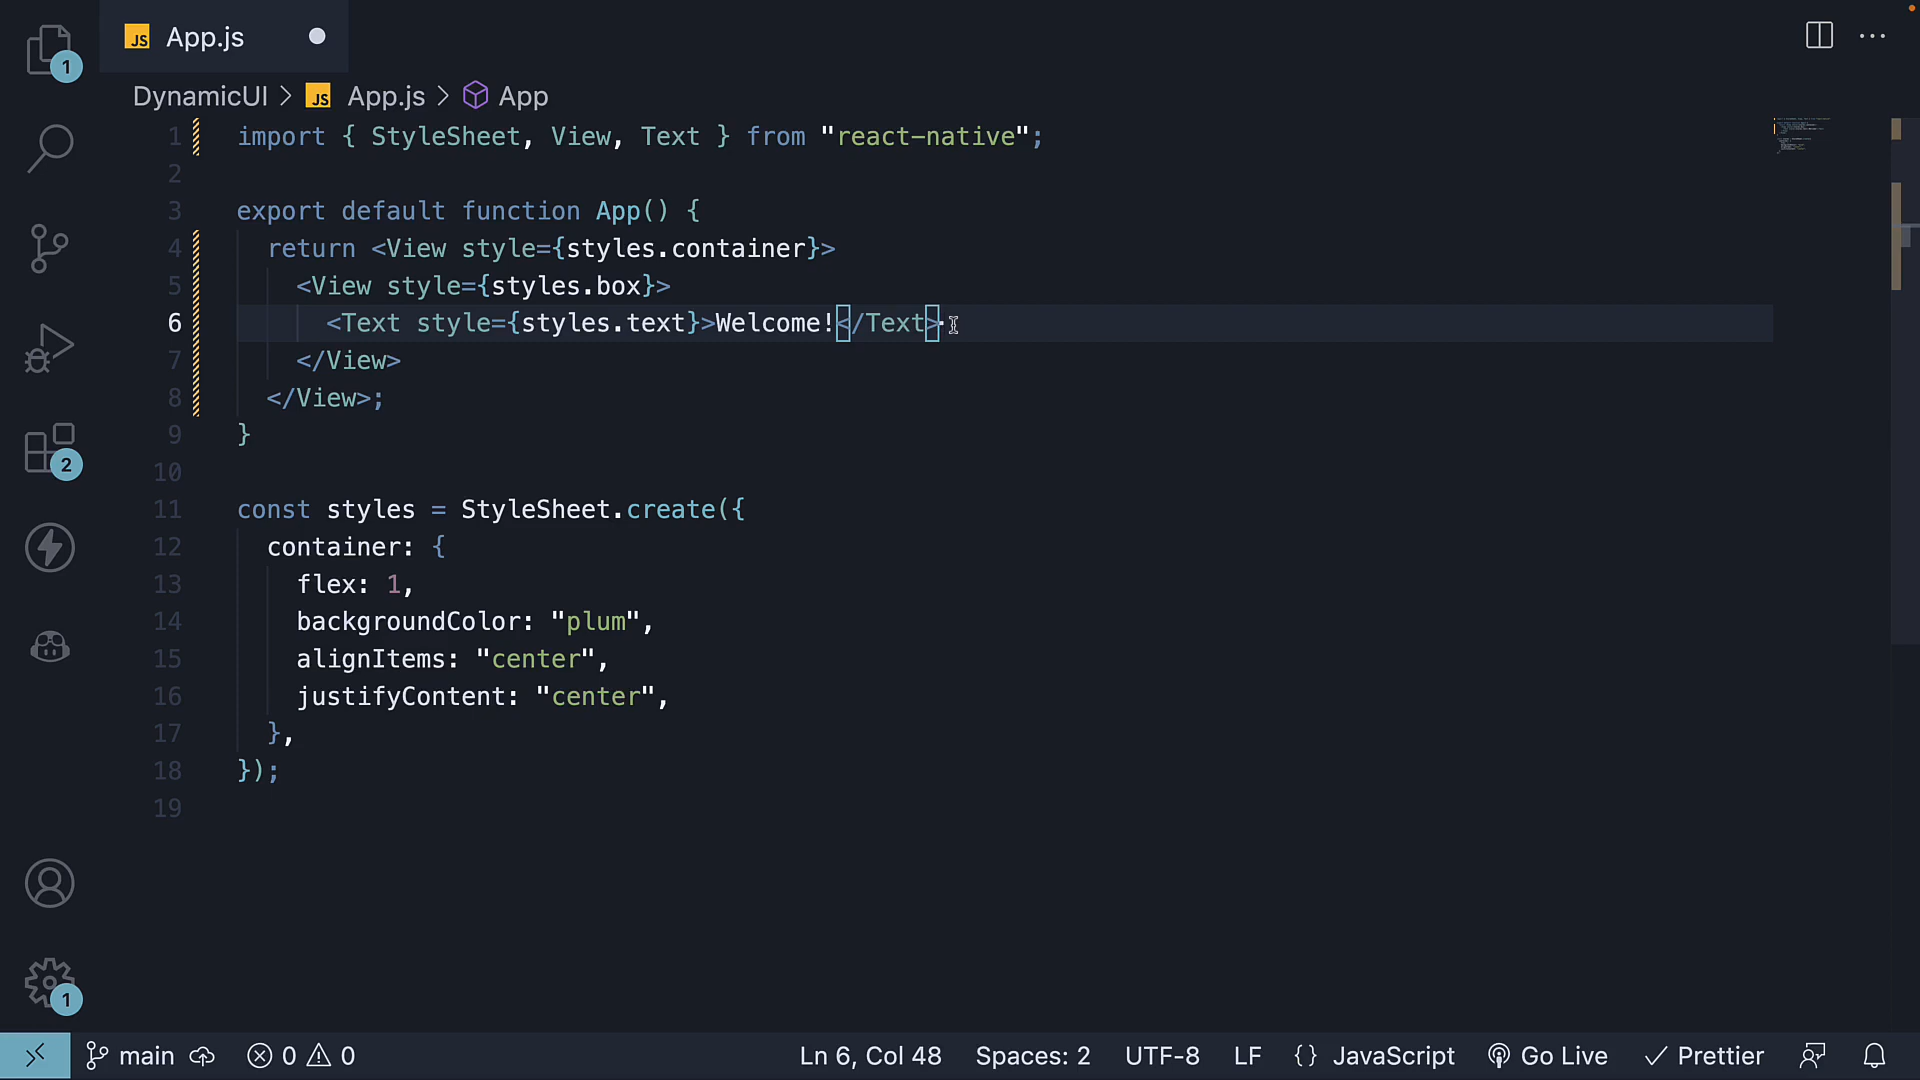 JS App.js
DynamicUI > JS App.js > App
1 import { StyleSheet, View, Text } from "react-native";
2
3 export default function App() {
4 return <View style={styles.container}>
5 <View style={styles.box}>
6 <Text style={styles.text}>Welcome!</Text>
7 </View>
8 </View>;
9 }
10
11 const styles = StyleSheet.create({
12 container: {
13 flex: 1,
14 backgroundColor: "plum",
15 alignItems: "center",
16 justifyContent: "center",
17 },
18 });
19
1
2
1
main 0 0 Ln 6, Col 48 Spaces: 2 UTF-8 LF {} JavaScript Go Live Prettier